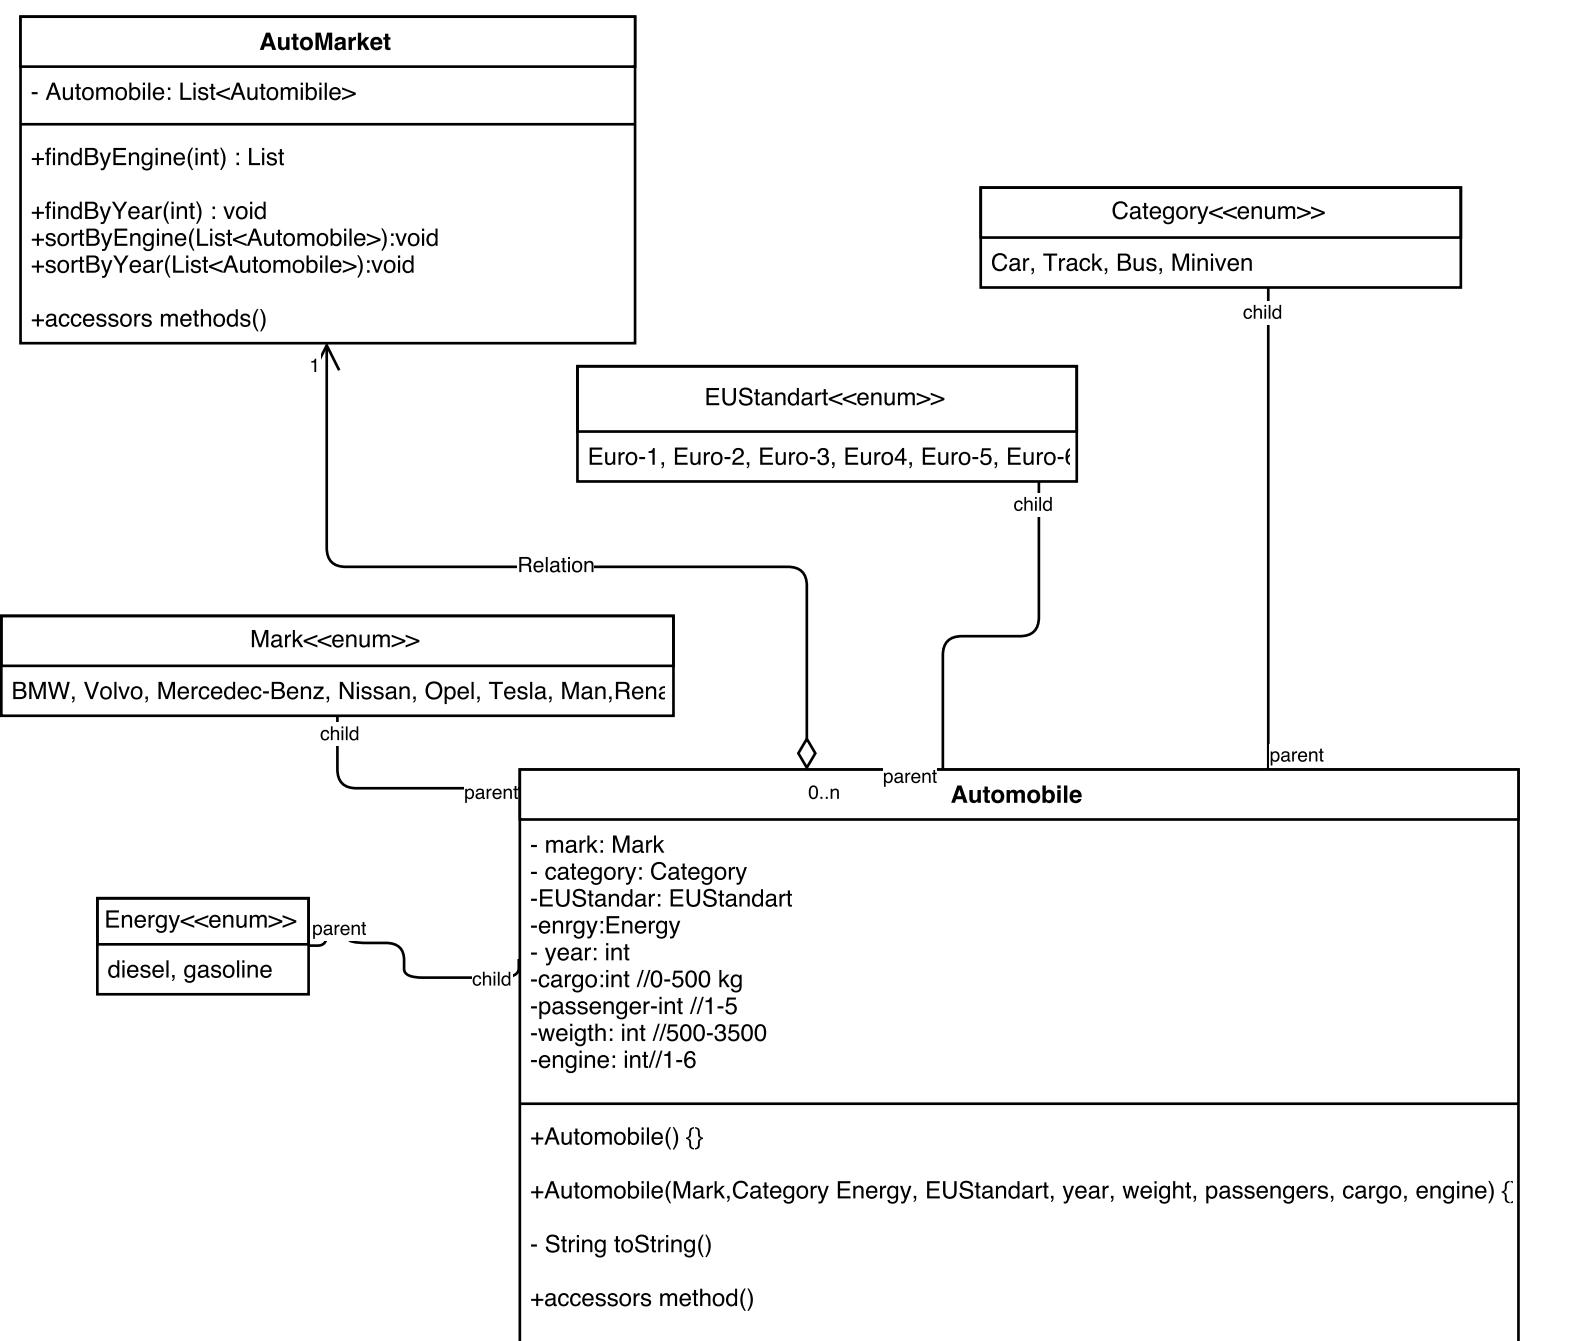 AutoMarket
- Automobile: List<Automibile>
+findByEngine(int) : List
+findByYear(int) : void
+sortByEngine(List<Automobile>):void
+sortByYear(List<Automobile>):void
+accessors methods()
1
Category<<enum>>
Car, Track, Bus, Miniven
child
EUStandart<<enum>>
Euro-1, Euro-2, Euro-3, Euro4, Euro-5, Euro-6
child
Relation
Mark<<enum>>
BMW, Volvo, Mercedec-Benz, Nissan, Opel, Tesla, Man,Rena
child
parent
parent
parent
0..n
Automobile
- mark: Mark
- category: Category
-EUStandar: EUStandart
-enrgy:Energy
- year: int
-cargo:int //0-500 kg
-passenger-int //1-5
-weigth: int //500-3500
-engine: int//1-6
Energy<<enum>>
diesel, gasoline
parent
child
+Automobile() {}
+Automobile(Mark,Category Energy, EUStandart, year, weight, passengers, cargo, engine) {}
- String toString()
+accessors method()